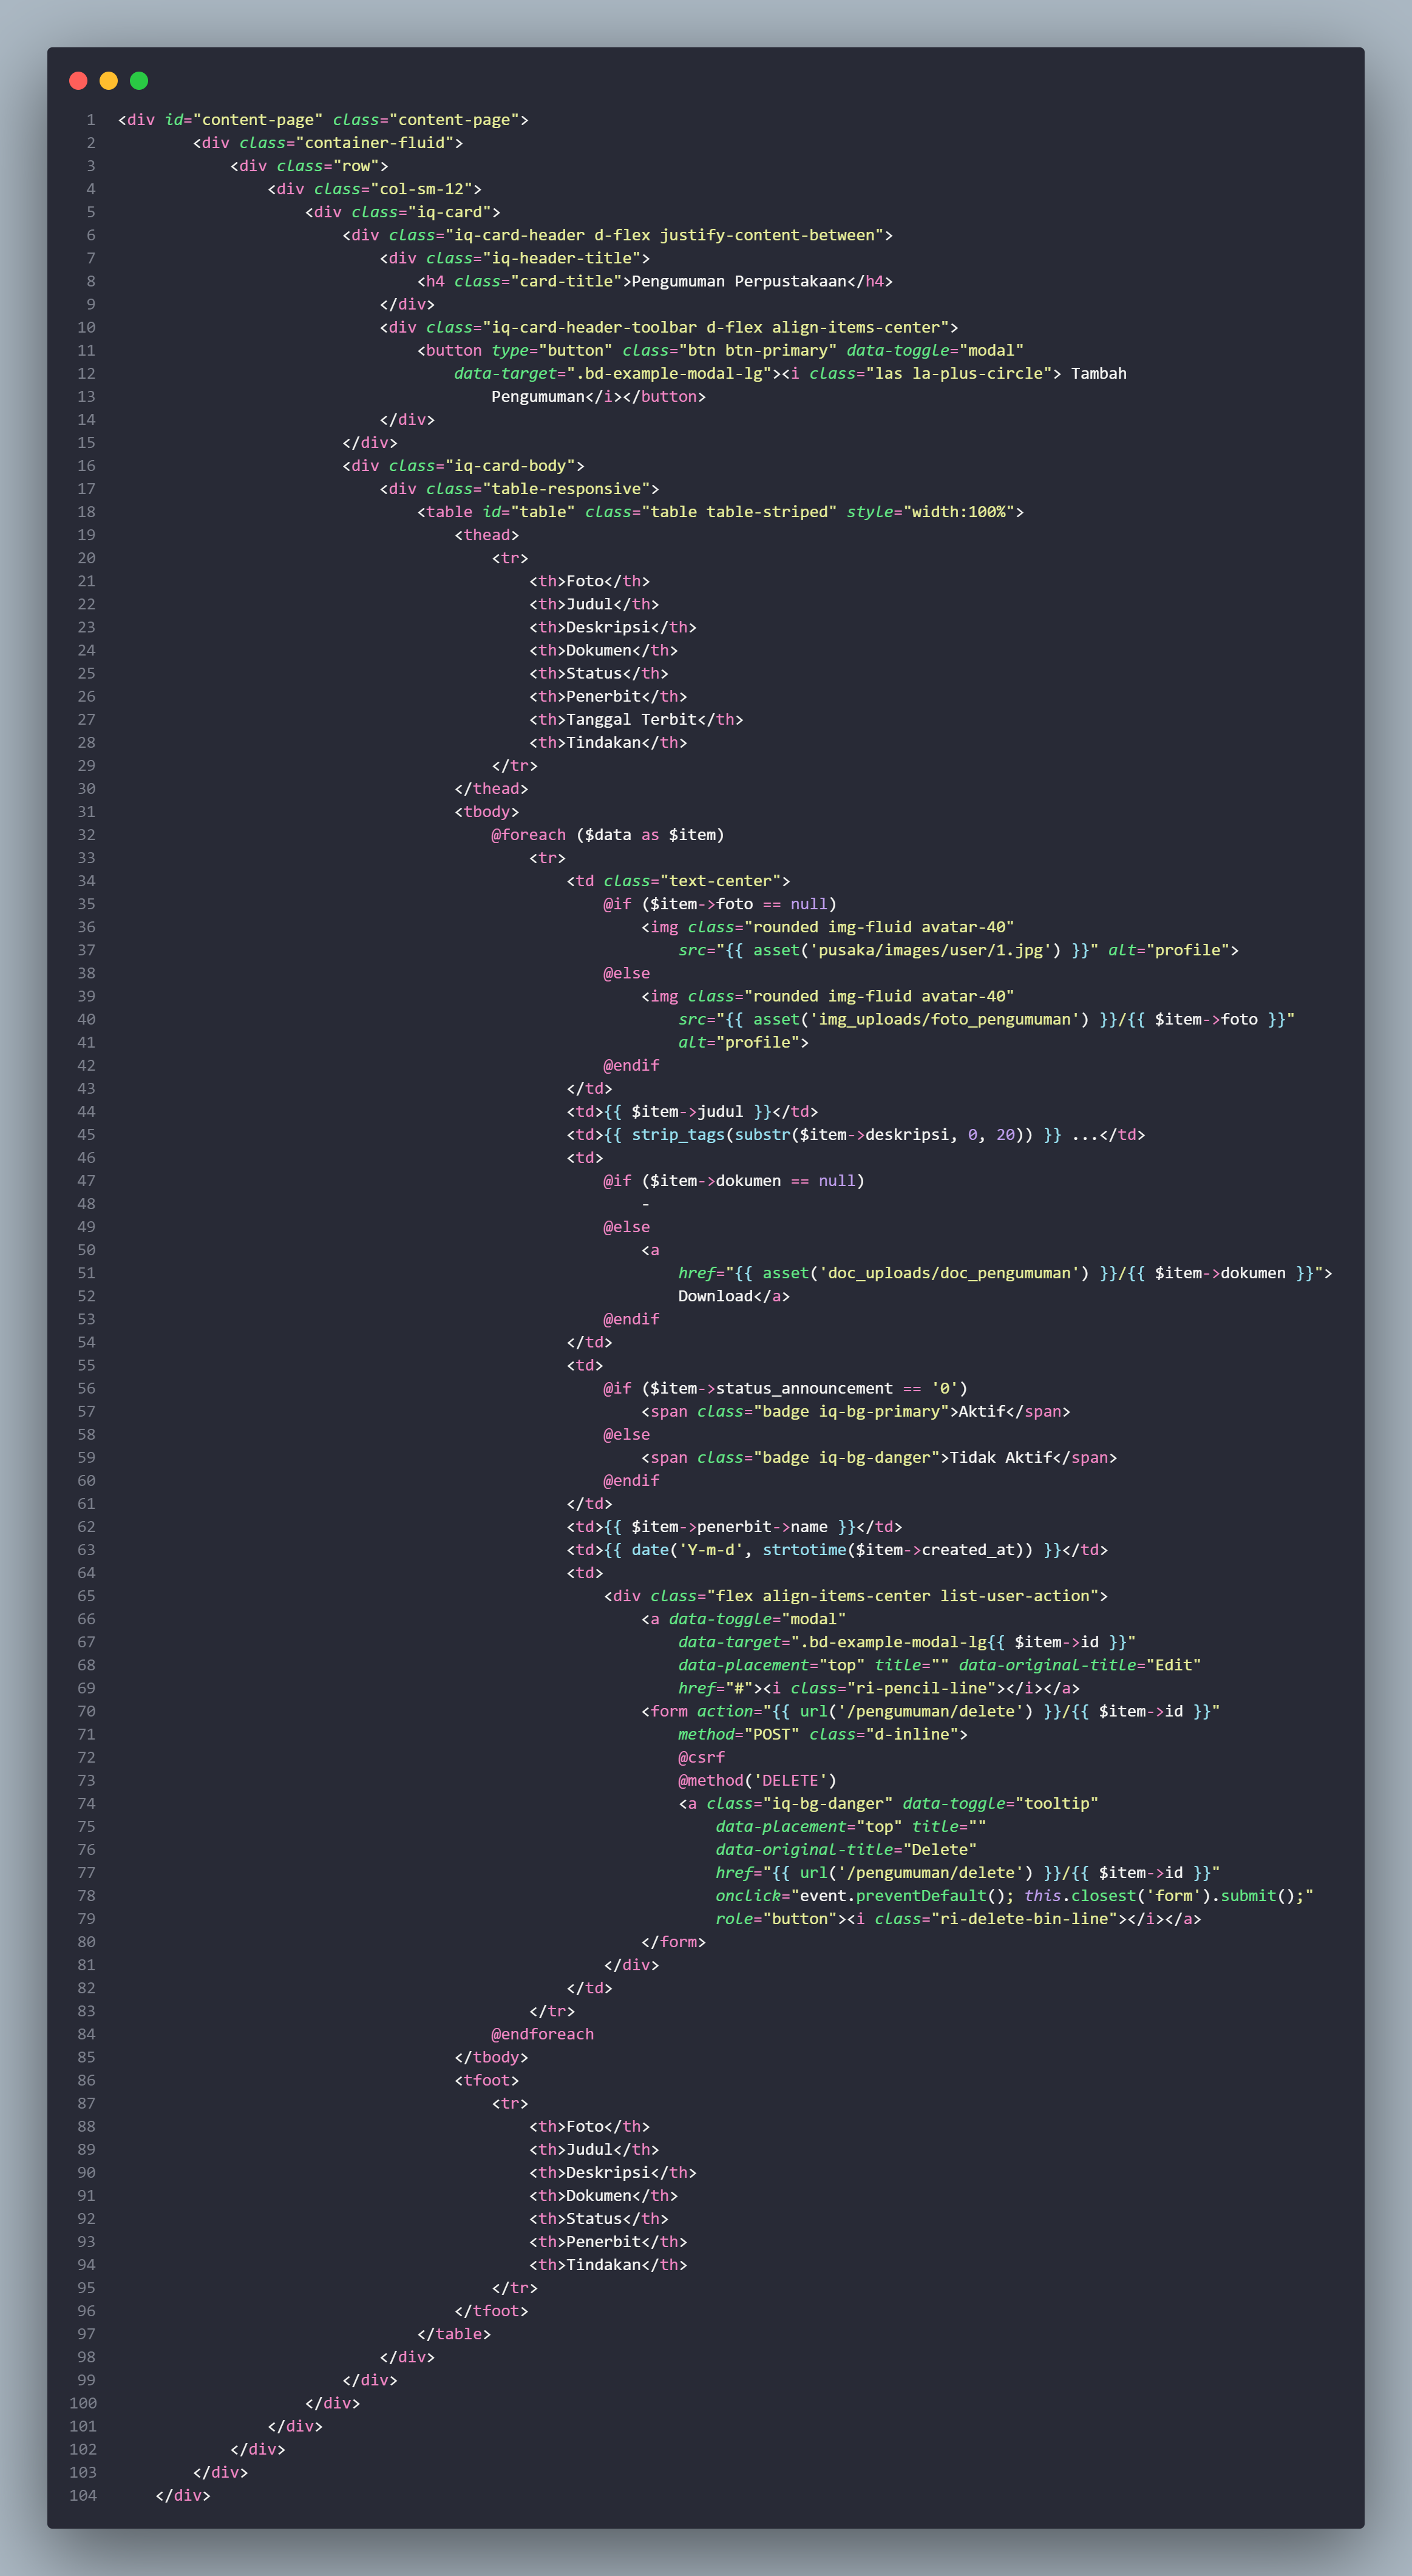 1 <div id="content-page" class="content-page">
2 <div class="container-fluid">
3 <div class="row">
4 <div class="col-sm-12">
5 <div class="iq-card">
6 <div class="iq-card-header d-flex justify-content-between">
7 <div class="iq-header-title">
8 <h4 class="card-title">Pengumuman Perpustakaan</h4>
9 </div>
10 <div class="iq-card-header-toolbar d-flex align-items-center">
11 <button type="button" class="btn btn-primary" data-toggle="modal"
12 data-target=".bd-example-modal-lg"><i class="las la-plus-circle"> Tambah
13 Pengumuman</i></button>
14 </div>
15 </div>
16 <div class="iq-card-body">
17 <div class="table-responsive">
18 <table id="table" class="table table-striped" style="width:100%">
19 <thead>
20 <tr>
21 <th>Foto</th>
22 <th>Judul</th>
23 <th>Deskripsi</th>
24 <th>Dokumen</th>
25 <th>Status</th>
26 <th>Penerbit</th>
27 <th>Tanggal Terbit</th>
28 <th>Tindakan</th>
29 </tr>
30 </thead>
31 <tbody>
32 @foreach ($data as $item)
33 <tr>
34 <td class="text-center">
35 @if ($item->foto == null)
36 <img class="rounded img-fluid avatar-40"
37 src="{{ asset('pusaka/images/user/1.jpg') }}" alt="profile">
38 @else
39 <img class="rounded img-fluid avatar-40"
40 src="{{ asset('img_uploads/foto_pengumuman') }}/{{ $item->foto }}"
41 alt="profile">
42 @endif
43 </td>
44 <td>{{ $item->judul }}</td>
45 <td>{{ strip_tags(substr($item->deskripsi, 0, 20)) }} ...</td>
46 <td>
47 @if ($item->dokumen == null)
48 -
49 @else
50 <a
51 href="{{ asset('doc_uploads/doc_pengumuman') }}/{{ $item->dokumen }}">
52 Download</a>
53 @endif
54 </td>
55 <td>
56 @if ($item->status_announcement == '0')
57 <span class="badge iq-bg-primary">Aktif</span>
58 @else
59 <span class="badge iq-bg-danger">Tidak Aktif</span>
60 @endif
61 </td>
62 <td>{{ $item->penerbit->name }}</td>
63 <td>{{ date('Y-m-d', strtotime($item->created_at)) }}</td>
64 <td>
65 <div class="flex align-items-center list-user-action">
66 <a data-toggle="modal"
67 data-target=".bd-example-modal-lg{{ $item->id }}"
68 data-placement="top" title="" data-original-title="Edit"
69 href="#"><i class="ri-pencil-line"></i></a>
70 <form action="{{ url('/pengumuman/delete') }}/{{ $item->id }}"
71 method="POST" class="d-inline">
72 @csrf
73 @method('DELETE')
74 <a class="iq-bg-danger" data-toggle="tooltip"
75 data-placement="top" title=""
76 data-original-title="Delete"
77 href="{{ url('/pengumuman/delete') }}/{{ $item->id }}"
78 onclick="event.preventDefault(); this.closest('form').submit();"
79 role="button"><i class="ri-delete-bin-line"></i></a>
80 </form>
81 </div>
82 </td>
83 </tr>
84 @endforeach
85 </tbody>
86 <tfoot>
87 <tr>
88 <th>Foto</th>
89 <th>Judul</th>
90 <th>Deskripsi</th>
91 <th>Dokumen</th>
92 <th>Status</th>
93 <th>Penerbit</th>
94 <th>Tindakan</th>
95 </tr>
96 </tfoot>
97 </table>
98 </div>
99 </div>
100 </div>
101 </div>
102 </div>
103 </div>
104 </div>